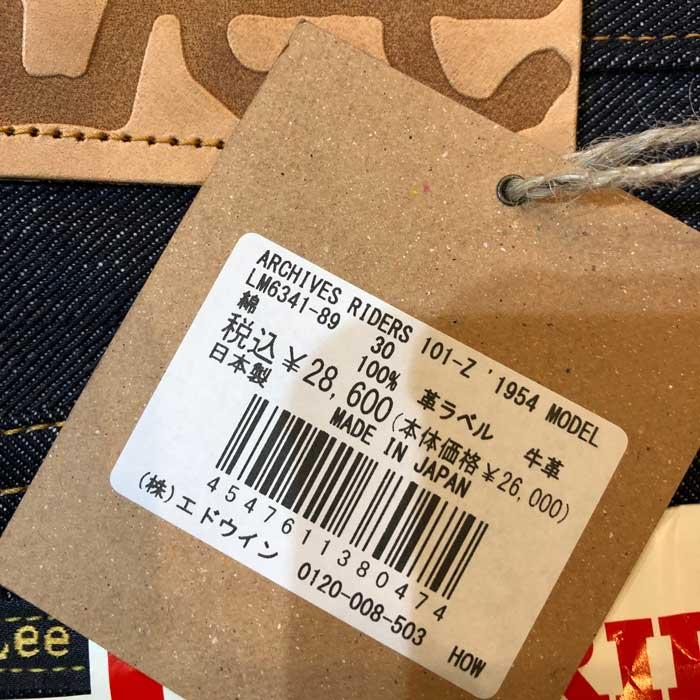 ARCHIVES RIDERS 101-Z '1954 MODEL
LM6341-89 30
綿 100% 革ラベル 牛革
税込¥28,600(本体価格¥26,000)
日本製 MADE IN JAPAN
4547611380474
(株)エドウイン 0120-008-503 HOW
Lee